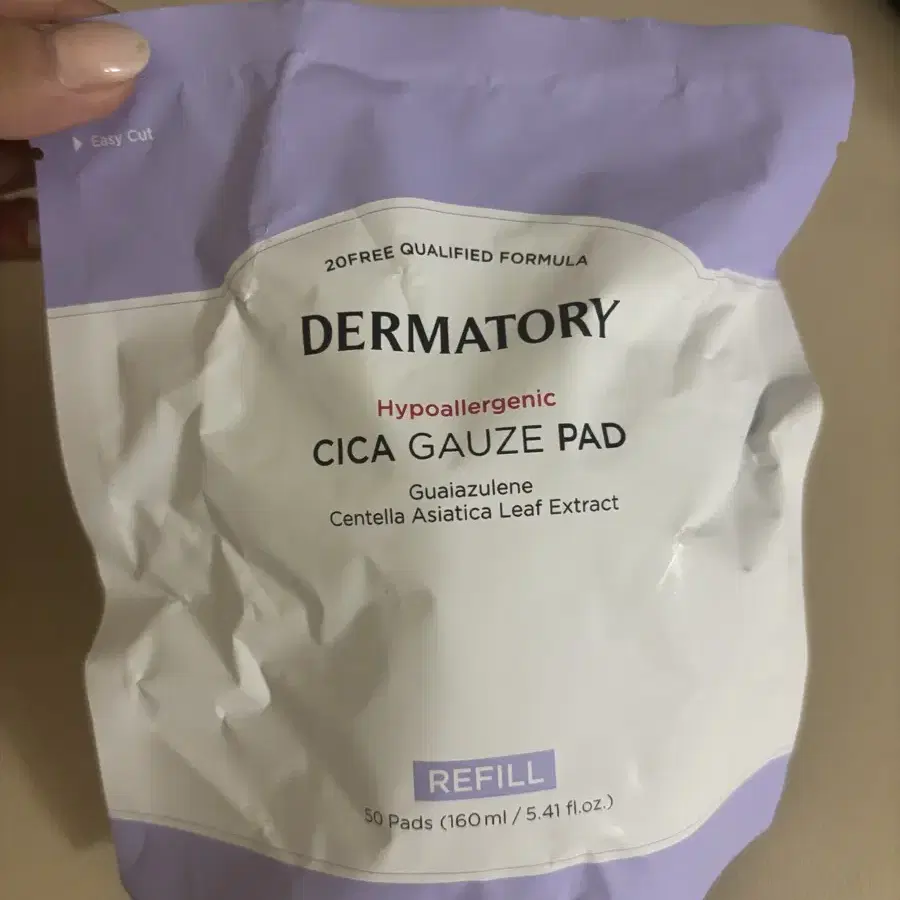 Easy Cut
20FREE QUALIFIED FORMULA
DERMATORY
Hypoallergenic
CICA GAUZE PAD
Guaiazulene
Centella Asiatica Leaf Extract
REFILL
50 Pads (160 ml / 5.41 fl.oz.)